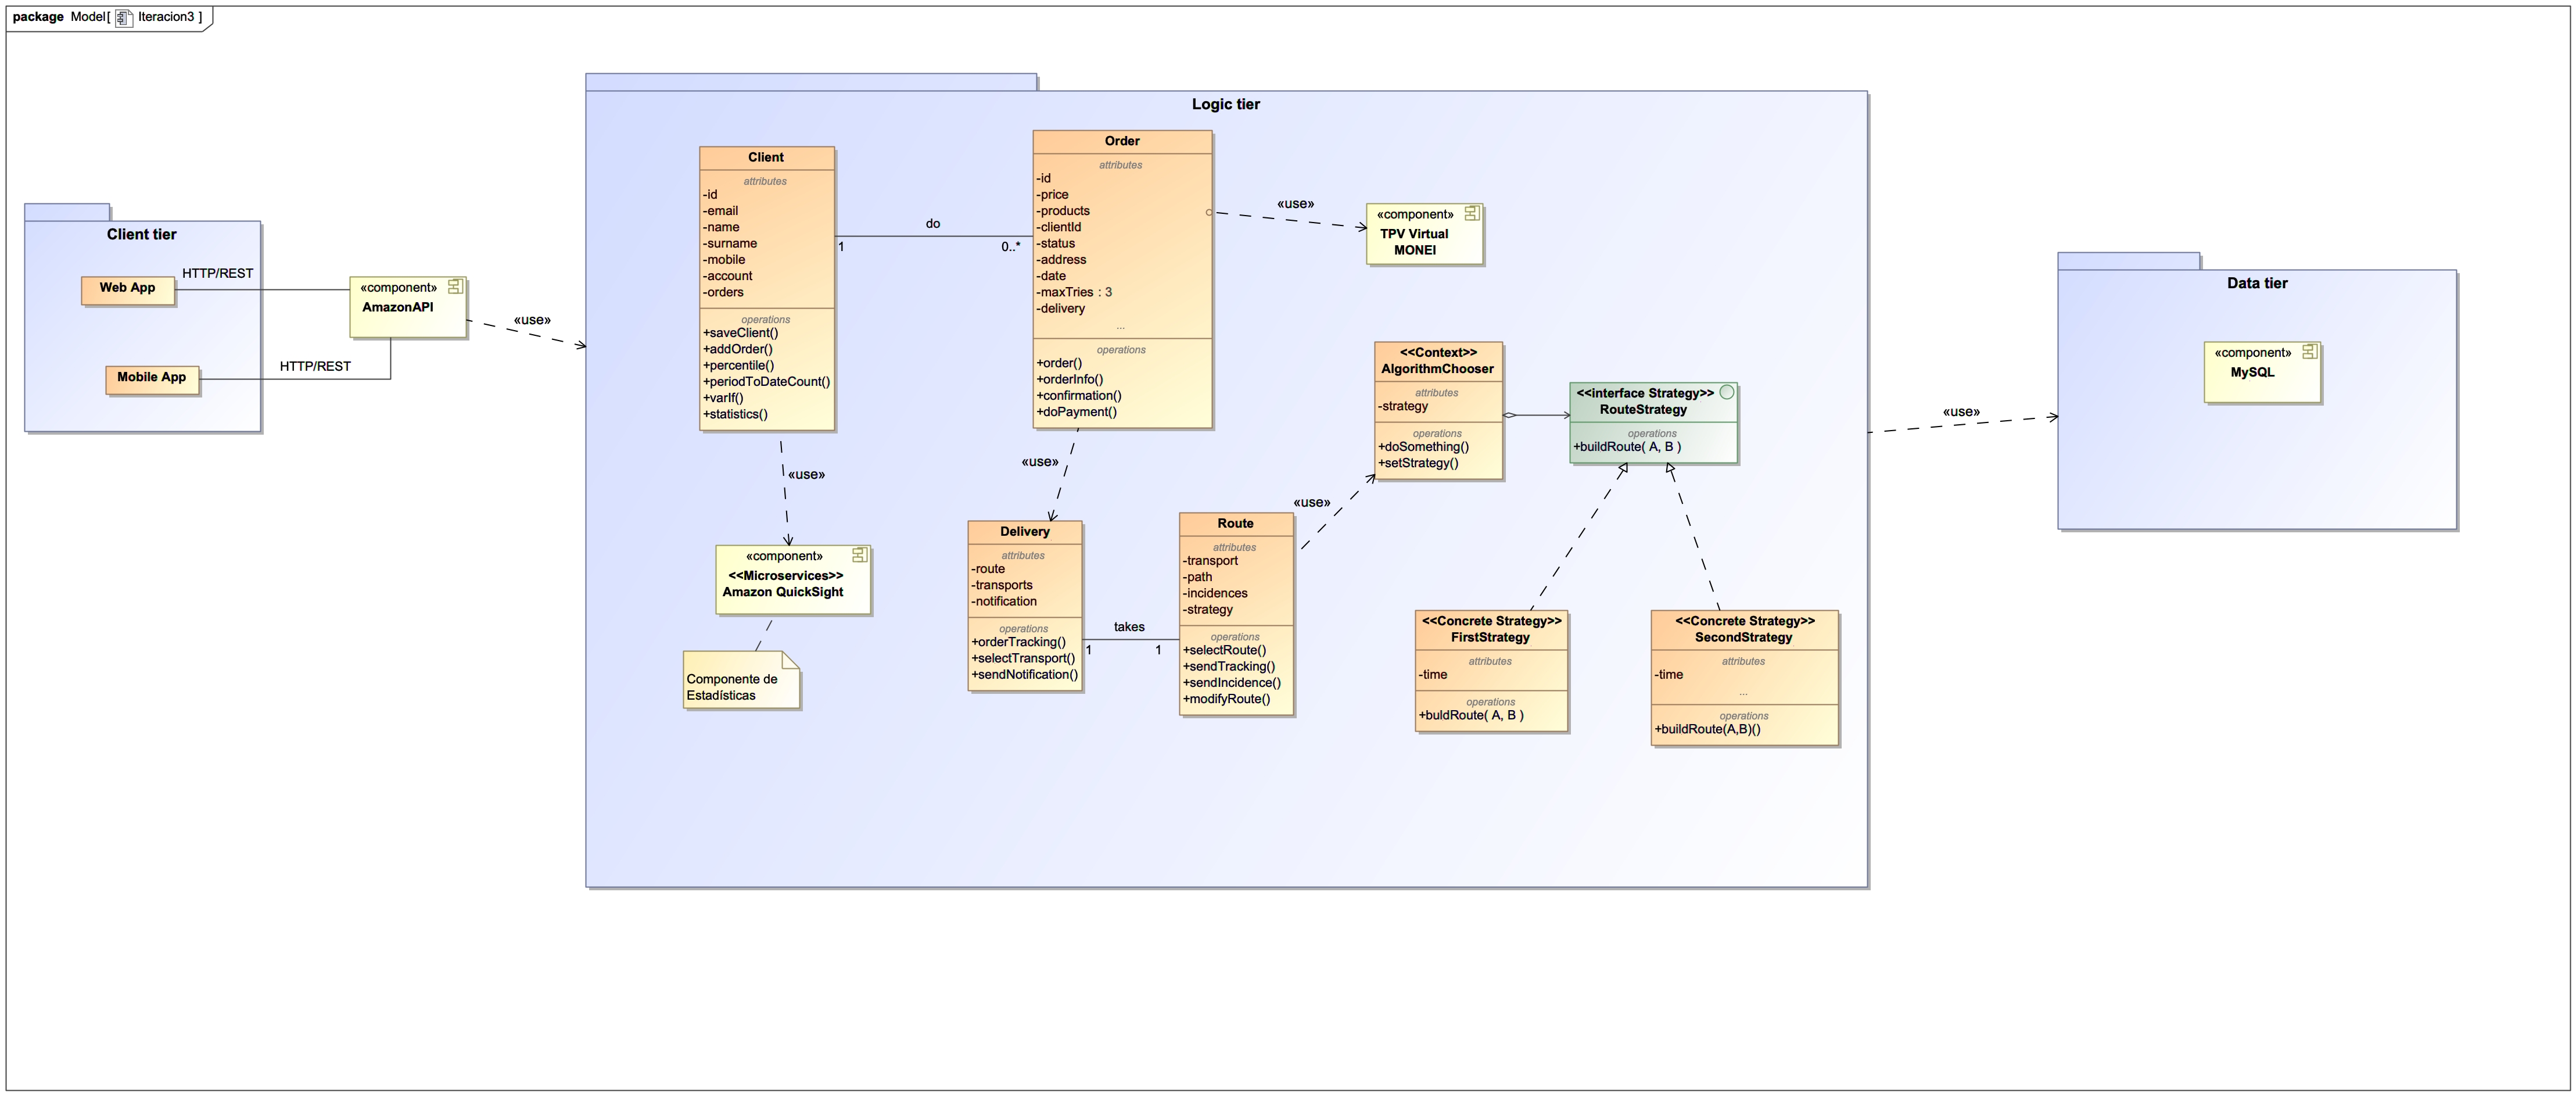 package Model[ Iteracion3 ]
Client tier
Web App
Mobile App
HTTP/REST
HTTP/REST
«component»
AmazonAPI
«use»
Logic tier
Client
attributes
-id
-email
-name
-surname
-mobile
-account
-orders
operations
+saveClient()
+addOrder()
+percentile()
+periodToDateCount()
+varIf()
+statistics()
do
1
0..*
Order
attributes
-id
-price
-products
-clientId
-status
-address
-date
-maxTries : 3
-delivery
...
operations
+order()
+orderInfo()
+confirmation()
+doPayment()
«use»
«component»
TPV Virtual
MONEI
«use»
«component»
<<Microservices>>
Amazon QuickSight
Componente de
Estadísticas
«use»
Delivery
attributes
-route
-transports
-notification
operations
+orderTracking()
+selectTransport()
+sendNotification()
takes
1
1
Route
attributes
-transport
-path
-incidences
-strategy
operations
+selectRoute()
+sendTracking()
+sendIncidence()
+modifyRoute()
«use»
<<Context>>
AlgorithmChooser
attributes
-strategy
operations
+doSomething()
+setStrategy()
<<interface Strategy>>
RouteStrategy
operations
+buildRoute( A, B )
<<Concrete Strategy>>
FirstStrategy
attributes
-time
operations
+buldRoute( A, B )
<<Concrete Strategy>>
SecondStrategy
attributes
-time
...
operations
+buildRoute(A,B)()
«use»
Data tier
«component»
MySQL